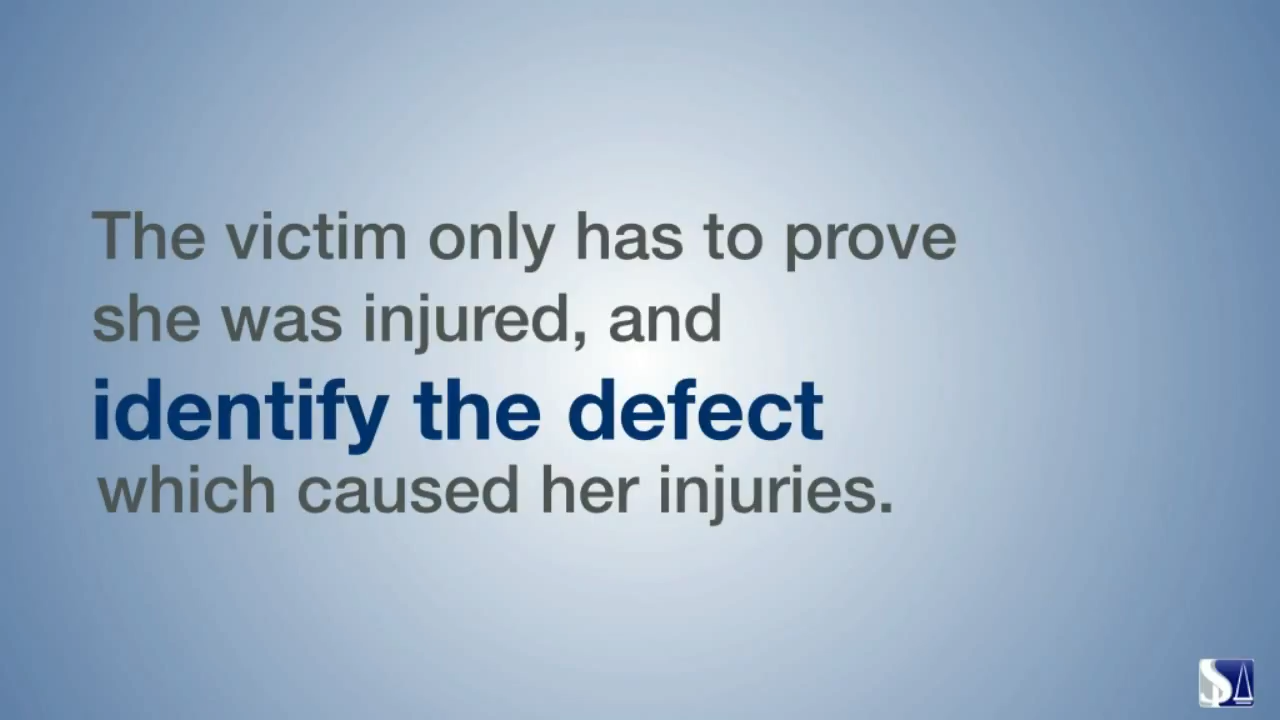 The victim only has to prove
she was injured, and
identify the defect
which caused her injuries.